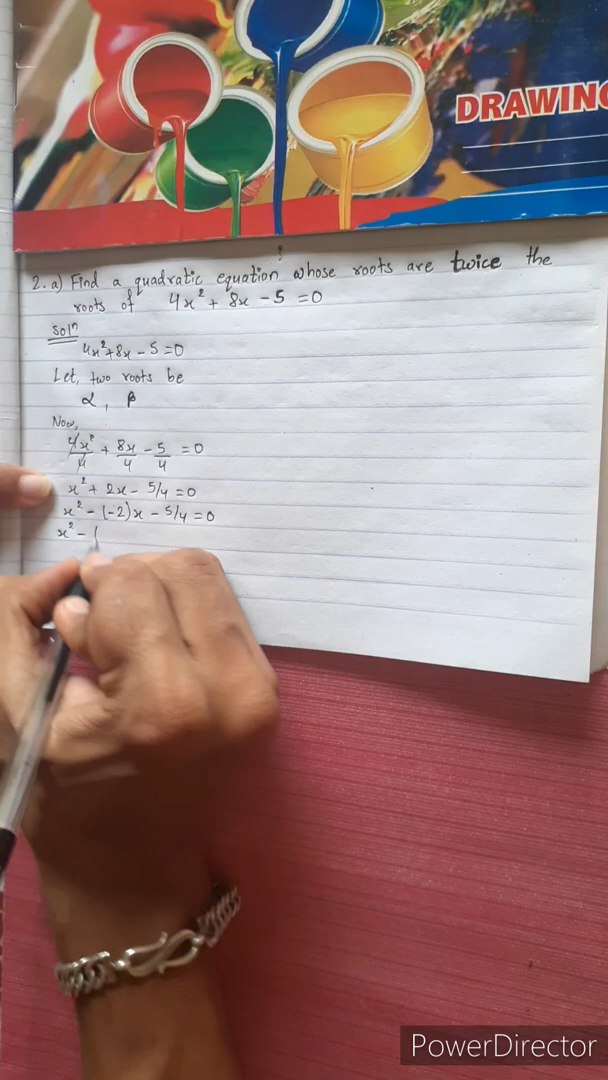 DRAWING
2. a) Find a quadratic equation whose roots are twice the
roots of 4x² + 8x - 5 = 0
Solⁿ
4x² + 8x - 5 = 0
Let, two roots be
α, β
Now,
4x²/4 + 8x/4 - 5/4 = 0
x² + 2x - 5/4 = 0
x² - (-2)x - 5/4 = 0
x² - (
PowerDirector